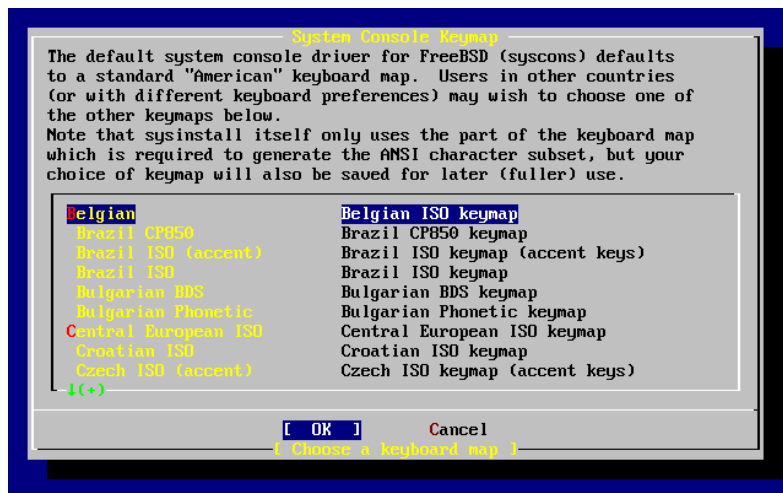 System Console Keymap
The default system console driver for FreeBSD (syscons) defaults
to a standard "American" keyboard map.  Users in other countries
(or with different keyboard preferences) may wish to choose one of
the other keymaps below.
Note that sysinstall itself only uses the part of the keyboard map
which is required to generate the ANSI character subset, but your
choice of keymap will also be saved for later (fuller) use.
Belgian Belgian ISO keymap
Brazil CP850 Brazil CP850 keymap
Brazil ISO (accent) Brazil ISO keymap (accent keys)
Brazil ISO Brazil ISO keymap
Bulgarian BDS Bulgarian BDS keymap
Bulgarian Phonetic Bulgarian Phonetic keymap
Central European ISO Central European ISO keymap
Croatian ISO Croatian ISO keymap
Czech ISO (accent) Czech ISO keymap (accent keys)
↓(+)
[ OK ] Cancel
[ Choose a keyboard map ]